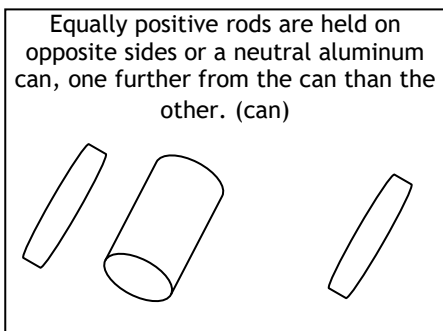 Equally positive rods are held on
opposite sides or a neutral aluminum
can, one further from the can than the
other. (can)